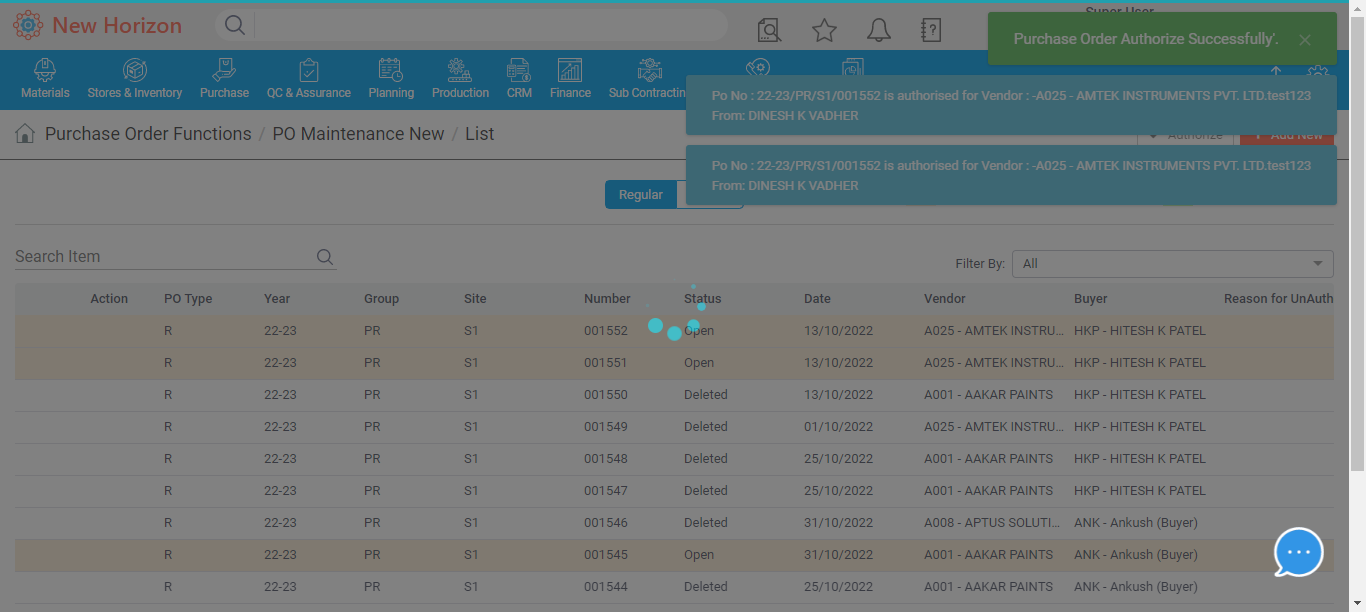 New Horizon
Super User
Purchase Order Authorize Successfully'.
Materials Stores & Inventory Purchase QC & Assurance Planning Production CRM Finance Sub Contractin
Po No : 22-23/PR/S1/001552 is authorised for Vendor : -A025 - AMTEK INSTRUMENTS PVT. LTD.test123
From: DINESH K VADHER
Purchase Order Functions / PO Maintenance New / List
Authorize + Add New
Po No : 22-23/PR/S1/001552 is authorised for Vendor : -A025 - AMTEK INSTRUMENTS PVT. LTD.test123
From: DINESH K VADHER
Regular
Search Item
Filter By: All
Action PO Type Year Group Site Number Status Date Vendor Buyer Reason for UnAuth
R 22-23 PR S1 001552 Open 13/10/2022 A025 - AMTEK INSTRU... HKP - HITESH K PATEL
R 22-23 PR S1 001551 Open 13/10/2022 A025 - AMTEK INSTRU... HKP - HITESH K PATEL
R 22-23 PR S1 001550 Deleted 13/10/2022 A001 - AAKAR PAINTS HKP - HITESH K PATEL
R 22-23 PR S1 001549 Deleted 01/10/2022 A025 - AMTEK INSTRU... HKP - HITESH K PATEL
R 22-23 PR S1 001548 Deleted 25/10/2022 A001 - AAKAR PAINTS HKP - HITESH K PATEL
R 22-23 PR S1 001547 Deleted 25/10/2022 A001 - AAKAR PAINTS HKP - HITESH K PATEL
R 22-23 PR S1 001546 Deleted 31/10/2022 A008 - APTUS SOLUTI... ANK - Ankush (Buyer)
R 22-23 PR S1 001545 Open 31/10/2022 A001 - AAKAR PAINTS ANK - Ankush (Buyer)
R 22-23 PR S1 001544 Deleted 25/10/2022 A001 - AAKAR PAINTS ANK - Ankush (Buyer)